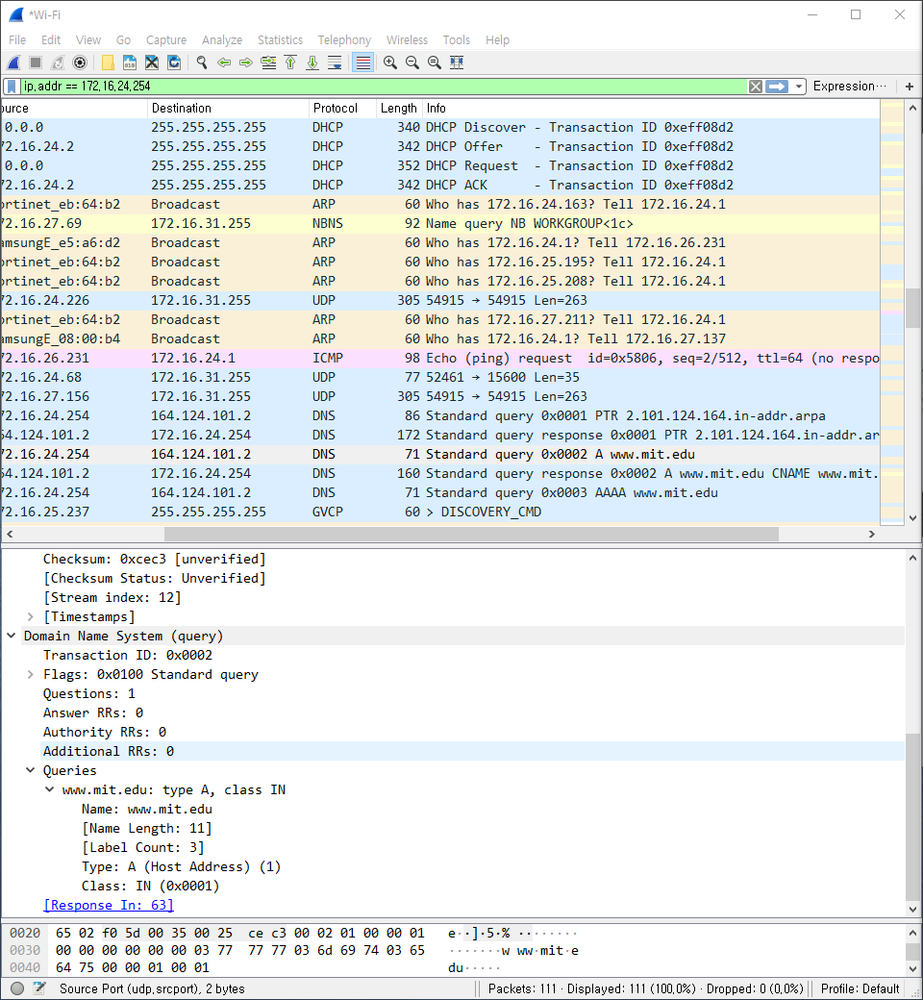 *Wi-Fi
File Edit View Go Capture Analyze Statistics Telephony Wireless Tools Help
ip.addr == 172.16.24.254 Expression…
ource Destination Protocol Length Info
0.0.0 255.255.255.255 DHCP 340 DHCP Discover - Transaction ID 0xeff08d2
72.16.24.2 255.255.255.255 DHCP 342 DHCP Offer - Transaction ID 0xeff08d2
0.0.0 255.255.255.255 DHCP 352 DHCP Request - Transaction ID 0xeff08d2
72.16.24.2 255.255.255.255 DHCP 342 DHCP ACK - Transaction ID 0xeff08d2
ortinet_eb:64:b2 Broadcast ARP 60 Who has 172.16.24.163? Tell 172.16.24.1
72.16.27.69 172.16.31.255 NBNS 92 Name query NB WORKGROUP<1c>
amsungE_e5:a6:d2 Broadcast ARP 60 Who has 172.16.24.1? Tell 172.16.26.231
ortinet_eb:64:b2 Broadcast ARP 60 Who has 172.16.25.195? Tell 172.16.24.1
ortinet_eb:64:b2 Broadcast ARP 60 Who has 172.16.25.208? Tell 172.16.24.1
72.16.24.226 172.16.31.255 UDP 305 54915 → 54915 Len=263
ortinet_eb:64:b2 Broadcast ARP 60 Who has 172.16.27.211? Tell 172.16.24.1
amsungE_08:00:b4 Broadcast ARP 60 Who has 172.16.24.1? Tell 172.16.27.137
72.16.26.231 172.16.24.1 ICMP 98 Echo (ping) request id=0x5806, seq=2/512, ttl=64 (no respo
72.16.24.68 172.16.31.255 UDP 77 52461 → 15600 Len=35
72.16.27.156 172.16.31.255 UDP 305 54915 → 54915 Len=263
72.16.24.254 164.124.101.2 DNS 86 Standard query 0x0001 PTR 2.101.124.164.in-addr.arpa
64.124.101.2 172.16.24.254 DNS 172 Standard query response 0x0001 PTR 2.101.124.164.in-addr.ar
72.16.24.254 164.124.101.2 DNS 71 Standard query 0x0002 A www.mit.edu
64.124.101.2 172.16.24.254 DNS 160 Standard query response 0x0002 A www.mit.edu CNAME www.mit.
72.16.24.254 164.124.101.2 DNS 71 Standard query 0x0003 AAAA www.mit.edu
72.16.25.237 255.255.255.255 GVCP 60 > DISCOVERY_CMD
Checksum: 0xcec3 [unverified]
[Checksum Status: Unverified]
[Stream index: 12]
[Timestamps]
Domain Name System (query)
Transaction ID: 0x0002
Flags: 0x0100 Standard query
Questions: 1
Answer RRs: 0
Authority RRs: 0
Additional RRs: 0
Queries
www.mit.edu: type A, class IN
Name: www.mit.edu
[Name Length: 11]
[Label Count: 3]
Type: A (Host Address) (1)
Class: IN (0x0001)
[Response In: 63]
0020 65 02 f0 5d 00 35 00 25 ce c3 00 02 01 00 00 01 e··]·5·% ········
0030 00 00 00 00 00 00 03 77 77 77 03 6d 69 74 03 65 ·······w ww·mit·e
0040 64 75 00 00 01 00 01 du·····
Source Port (udp.srcport), 2 bytes Packets: 111 · Displayed: 111 (100.0%) · Dropped: 0 (0.0%) Profile: Default